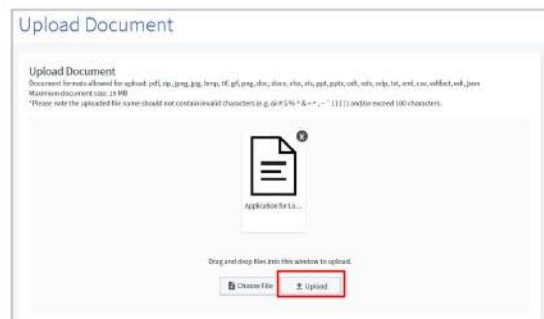 Upload Document
Upload Document
Document formats allowed for upload: pdf, zip, jpeg, jpg, bmp, tif, gif, png, doc, docx, xlsx, xls, ppt, pptx, odt, ods, odp, txt, xml, csv, edifact, edi, json
Maximum document size: 25 MB
*Please note the uploaded file name should not contain invalid characters and/or exceed 100 characters.
Application for La...
Drag and drop files into this window to upload.
Choose File
Upload